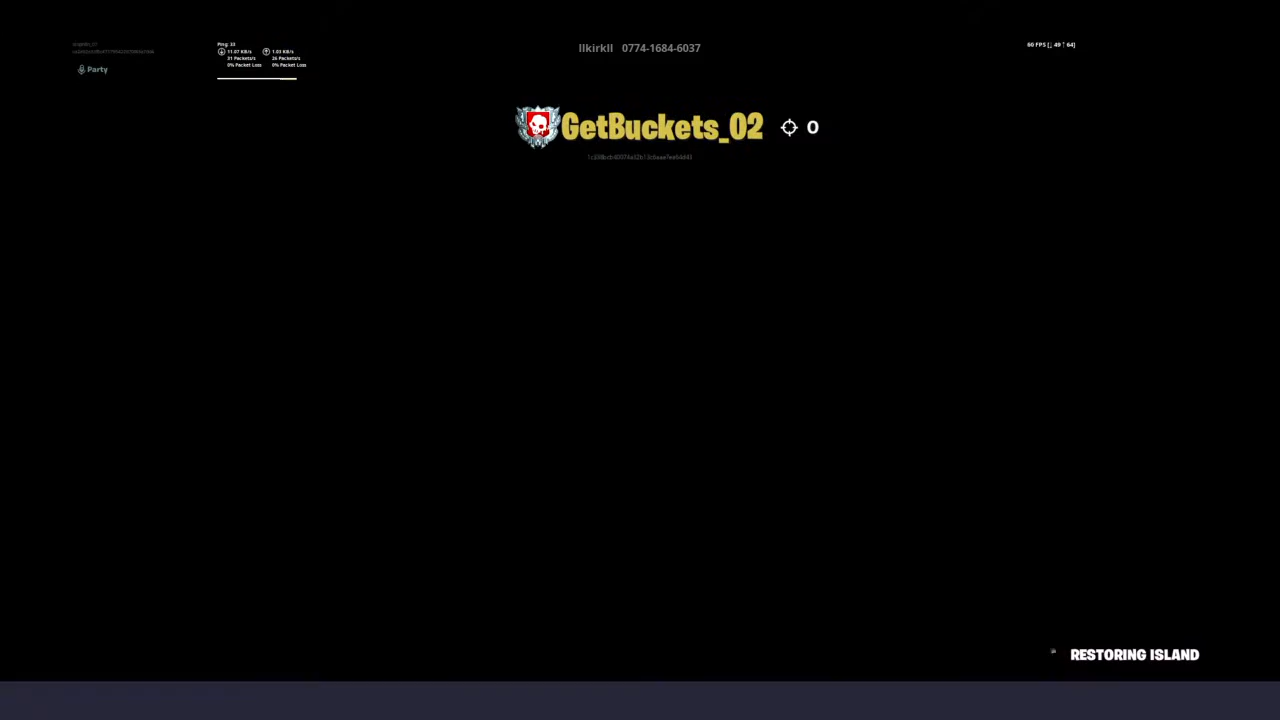 Ping: 33
11.07 KB/s 1.03 KB/s
31 Packets/s 26 Packets/s
0% Packet Loss 0% Packet Loss
Party
llkirkll 0774-1684-6037
60 FPS [↓ 49 ↑ 64]
GetBuckets_02 0
RESTORING ISLAND